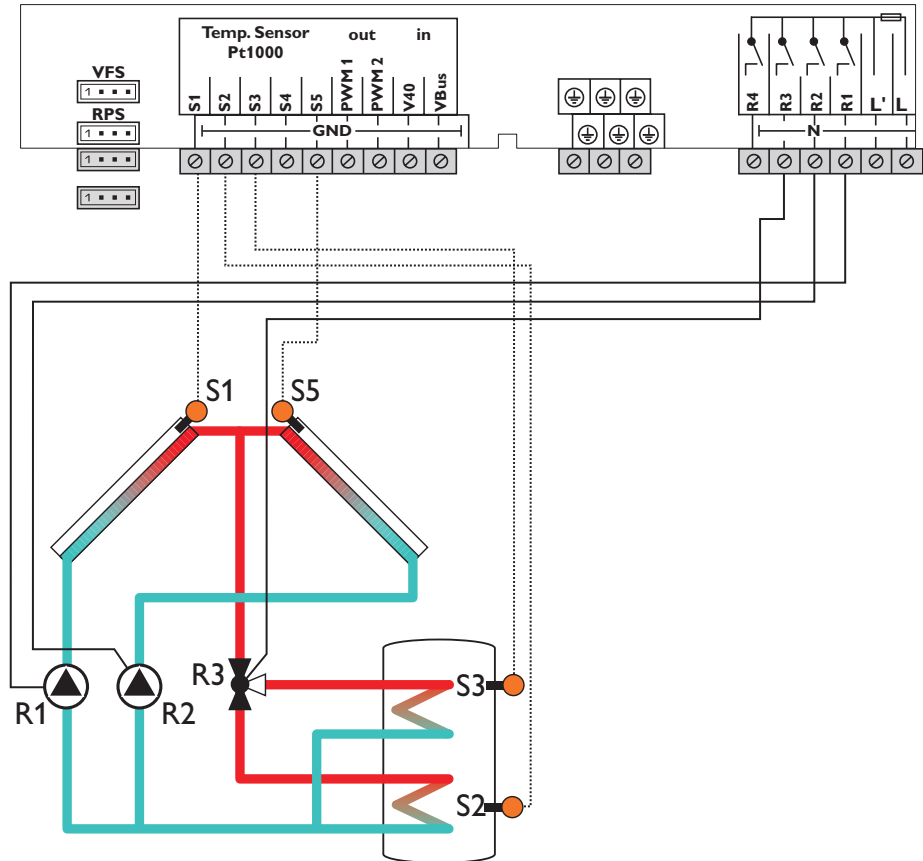 Temp. Sensor
Pt1000
out
in
VFS
1
RPS
1
1
1
S1
S2
S3
S4
S5
PWM 1
PWM 2
V40
VBus
GND
R4
R3
R2
R1
L'
L
N
S1
S5
R1
R2
R3
S3
S2